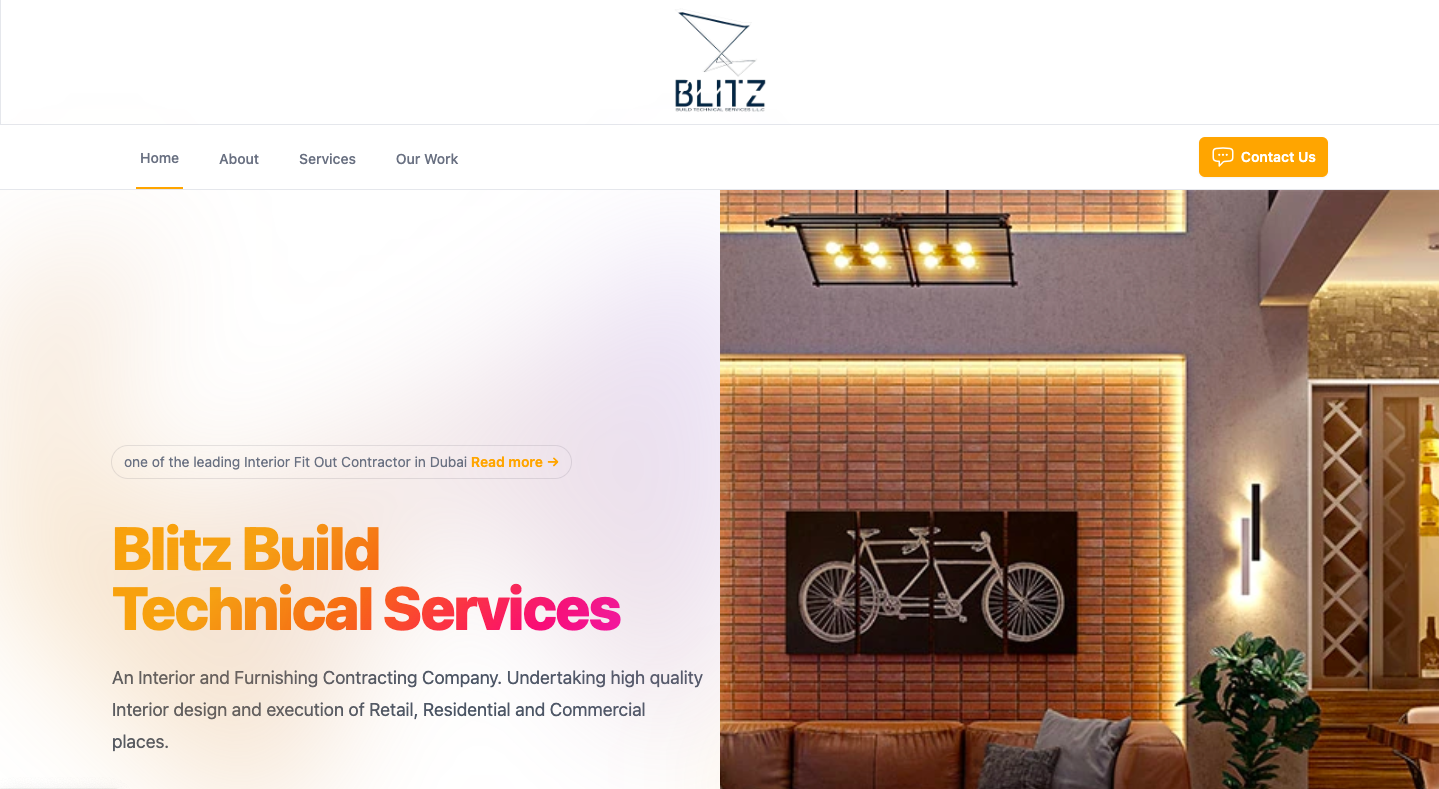 BLITZ
BUILD TECHNICAL SERVICES L.L.C
Home
About
Services
Our Work
Contact Us
one of the leading Interior Fit Out Contractor in Dubai Read more →
Blitz Build
Technical Services
An Interior and Furnishing Contracting Company. Undertaking high quality
Interior design and execution of Retail, Residential and Commercial
places.